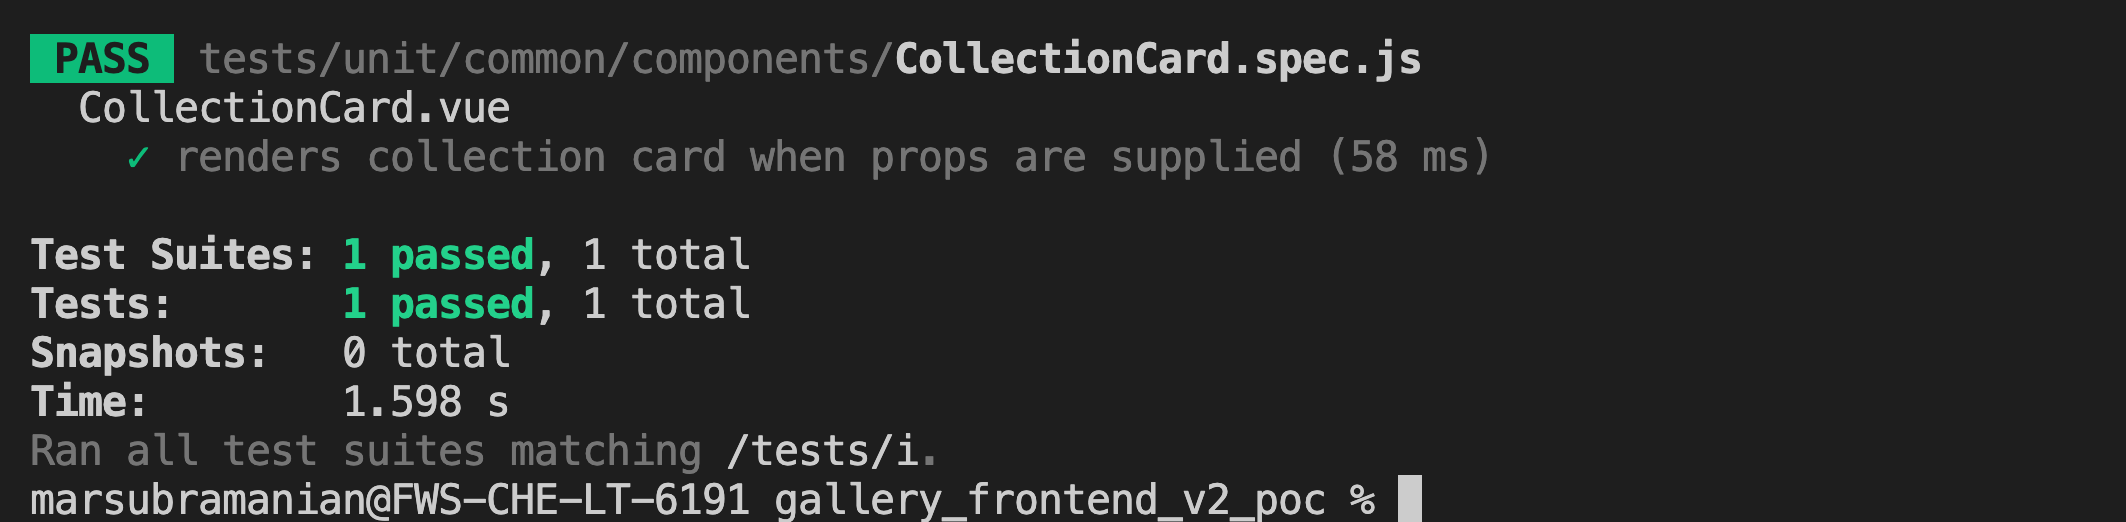 PASS tests/unit/common/components/CollectionCard.spec.js
CollectionCard.vue
✓ renders collection card when props are supplied (58 ms)
Test Suites: 1 passed, 1 total
Tests: 1 passed, 1 total
Snapshots: 0 total
Time: 1.598 s
Ran all test suites matching /tests/i.
marsubramanian@FWS-CHE-LT-6191 gallery_frontend_v2_poc %